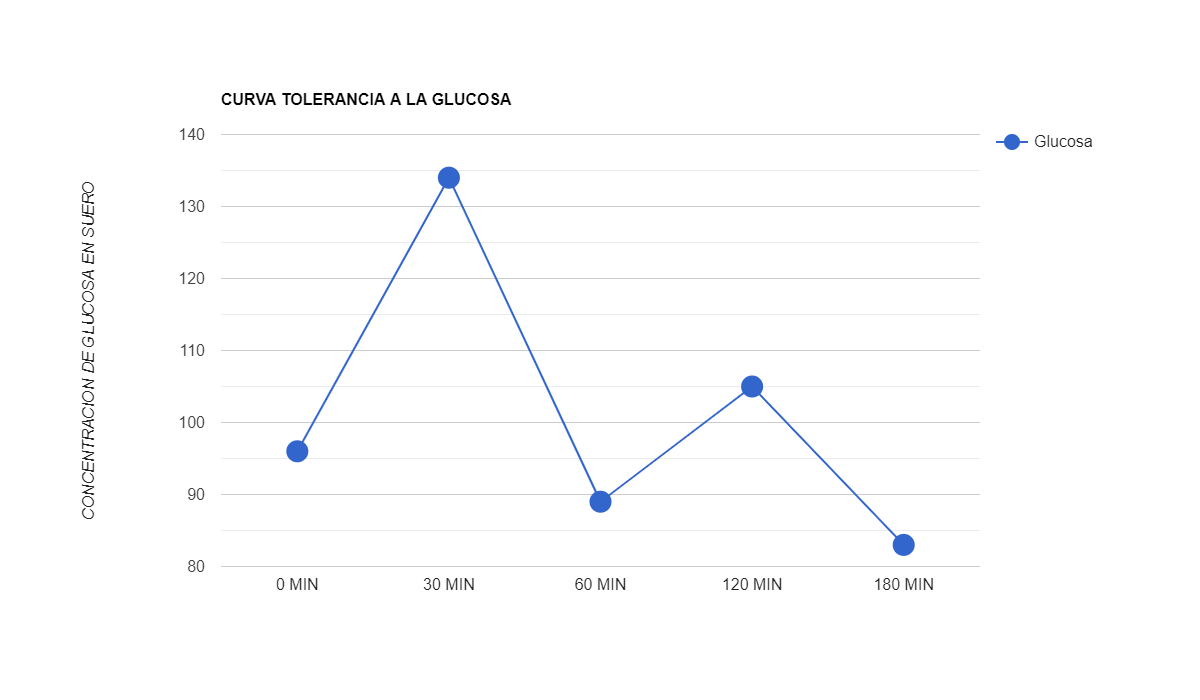 CURVA TOLERANCIA A LA GLUCOSA
CONCENTRACION DE GLUCOSA EN SUERO
140
130
120
110
100
90
80
0 MIN
30 MIN
60 MIN
120 MIN
180 MIN
Glucosa